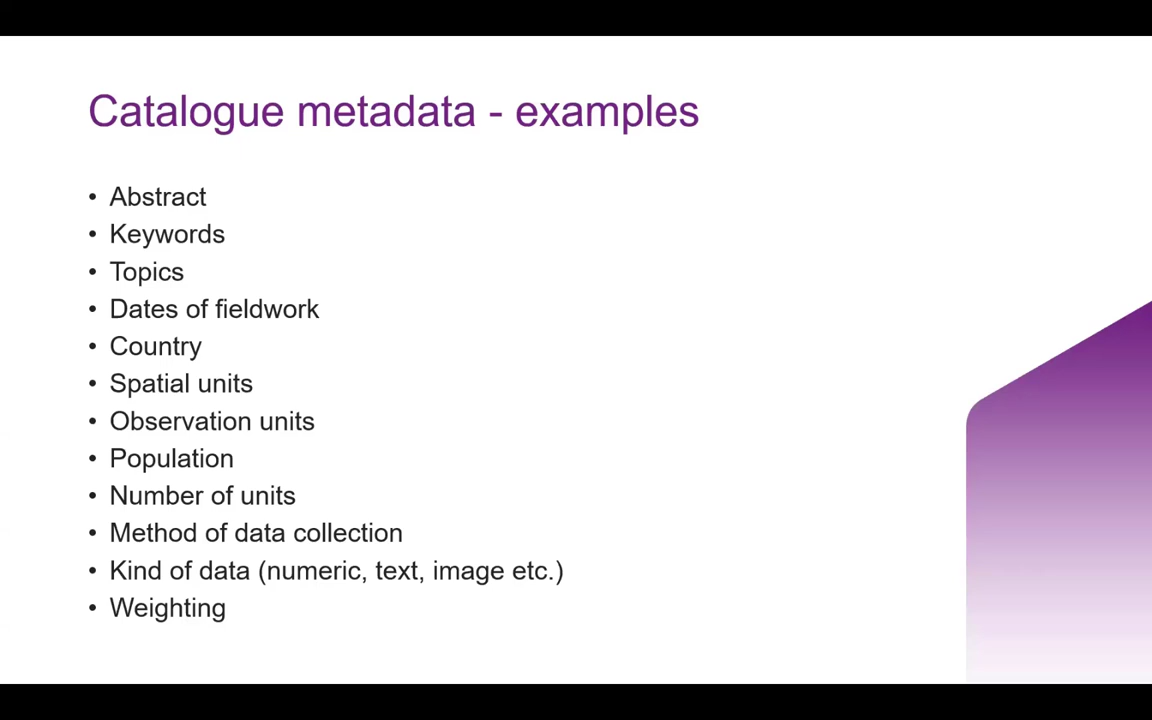 Catalogue metadata - examples
• Abstract
• Keywords
• Topics
• Dates of fieldwork
• Country
• Spatial units
• Observation units
• Population
• Number of units
• Method of data collection
• Kind of data (numeric, text, image etc.)
• Weighting